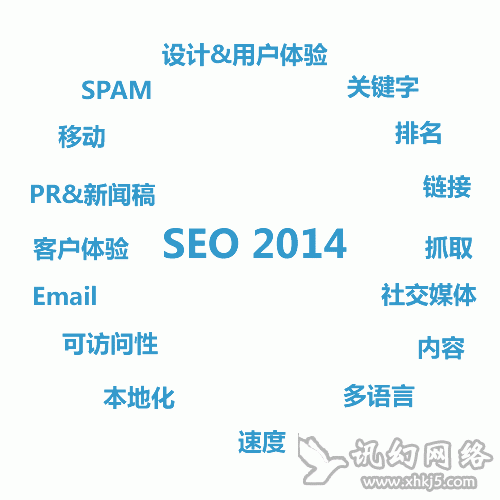 设计&用户体验
SPAM
关键字
移动
排名
PR&新闻稿
链接
客户体验
SEO 2014
抓取
Email
社交媒体
可访问性
内容
本地化
多语言
速度
讯幻网络
www.xhkj5.com